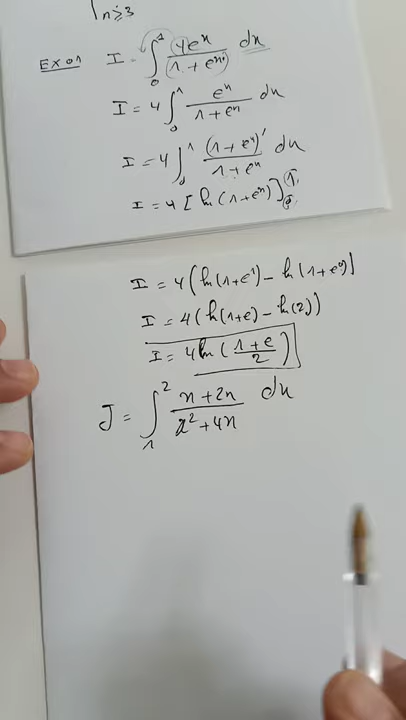 n ≥ 3
EX 01 I = ∫₀¹ 4eˣ / (1 + eˣ) dx
I = 4 ∫₀¹ eˣ / 1 + eˣ dx
I = 4 ∫₀¹ (1 + eˣ)' / 1 + eˣ dx
I = 4 [ln(1+eˣ)]₀¹
I = 4(ln(1+e¹) - ln(1+e⁰))
I = 4(ln(1+e) - ln(2))
I = 4 ln(1+e / 2)
J = ∫₁² x + 2x / x² + 4x dx